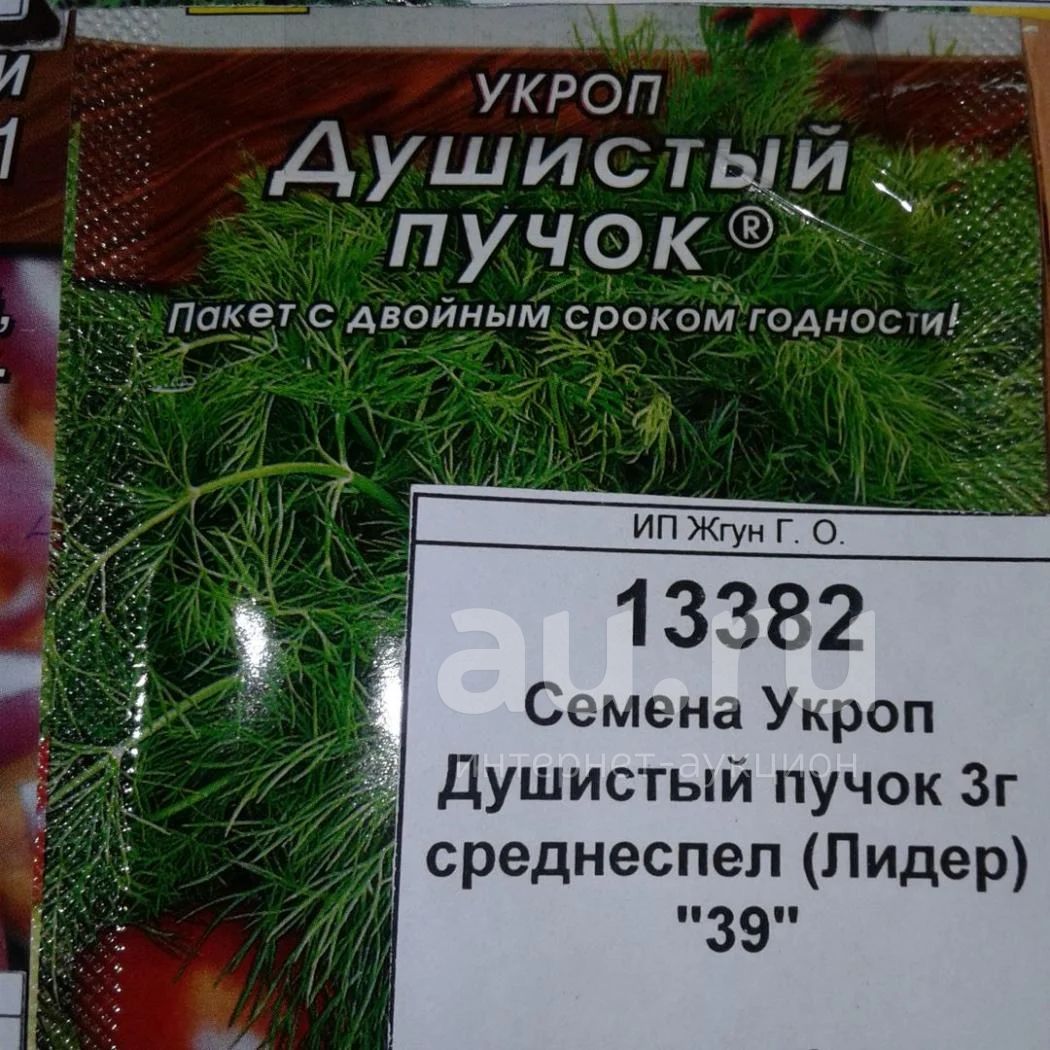 и
1
УКРОП
Душистый
пучок®
Пакет с двойным сроком годности!
ИП Жгун Г. О.
13382
au.ru
Семена Укроп
интернет-аукцион
Душистый пучок 3г
среднеспел (Лидер)
"39"